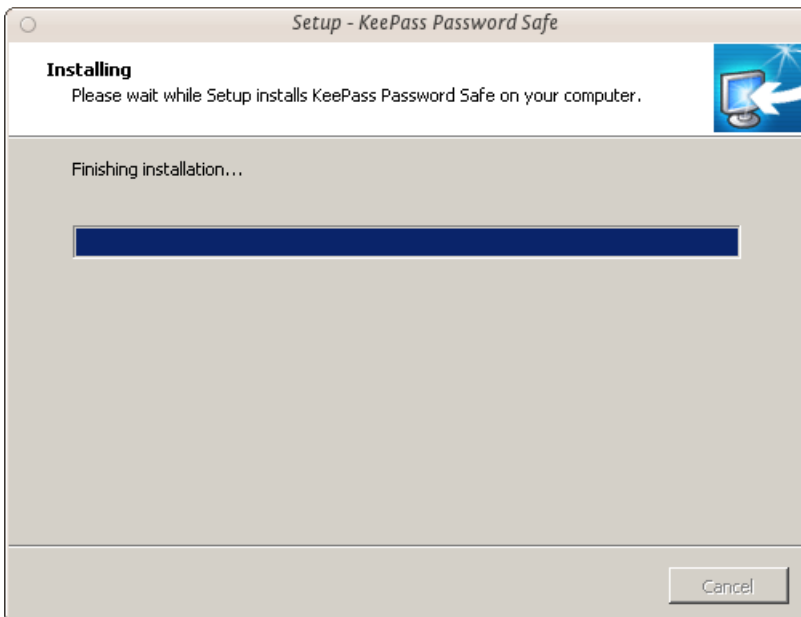 Setup - KeePass Password Safe
Installing
Please wait while Setup installs KeePass Password Safe on your computer.
Finishing installation...
Cancel